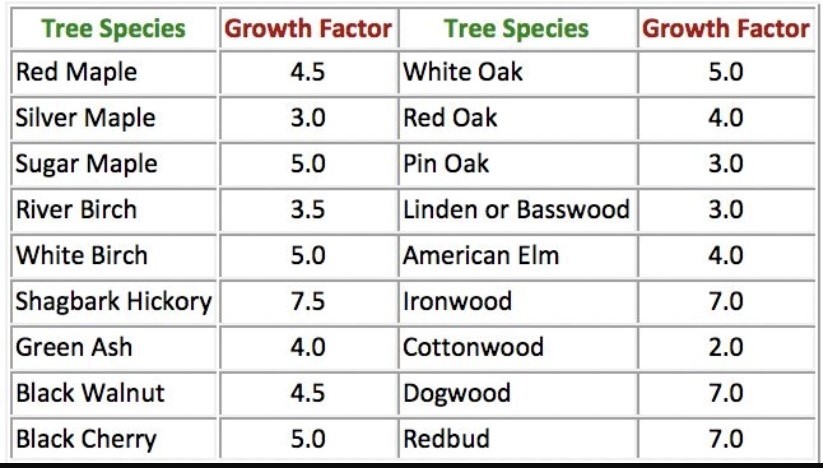 Tree Species Growth Factor Tree Species Growth Factor
Red Maple 4.5 White Oak 5.0
Silver Maple 3.0 Red Oak 4.0
Sugar Maple 5.0 Pin Oak 3.0
River Birch 3.5 Linden or Basswood 3.0
White Birch 5.0 American Elm 4.0
Shagbark Hickory 7.5 Ironwood 7.0
Green Ash 4.0 Cottonwood 2.0
Black Walnut 4.5 Dogwood 7.0
Black Cherry 5.0 Redbud 7.0